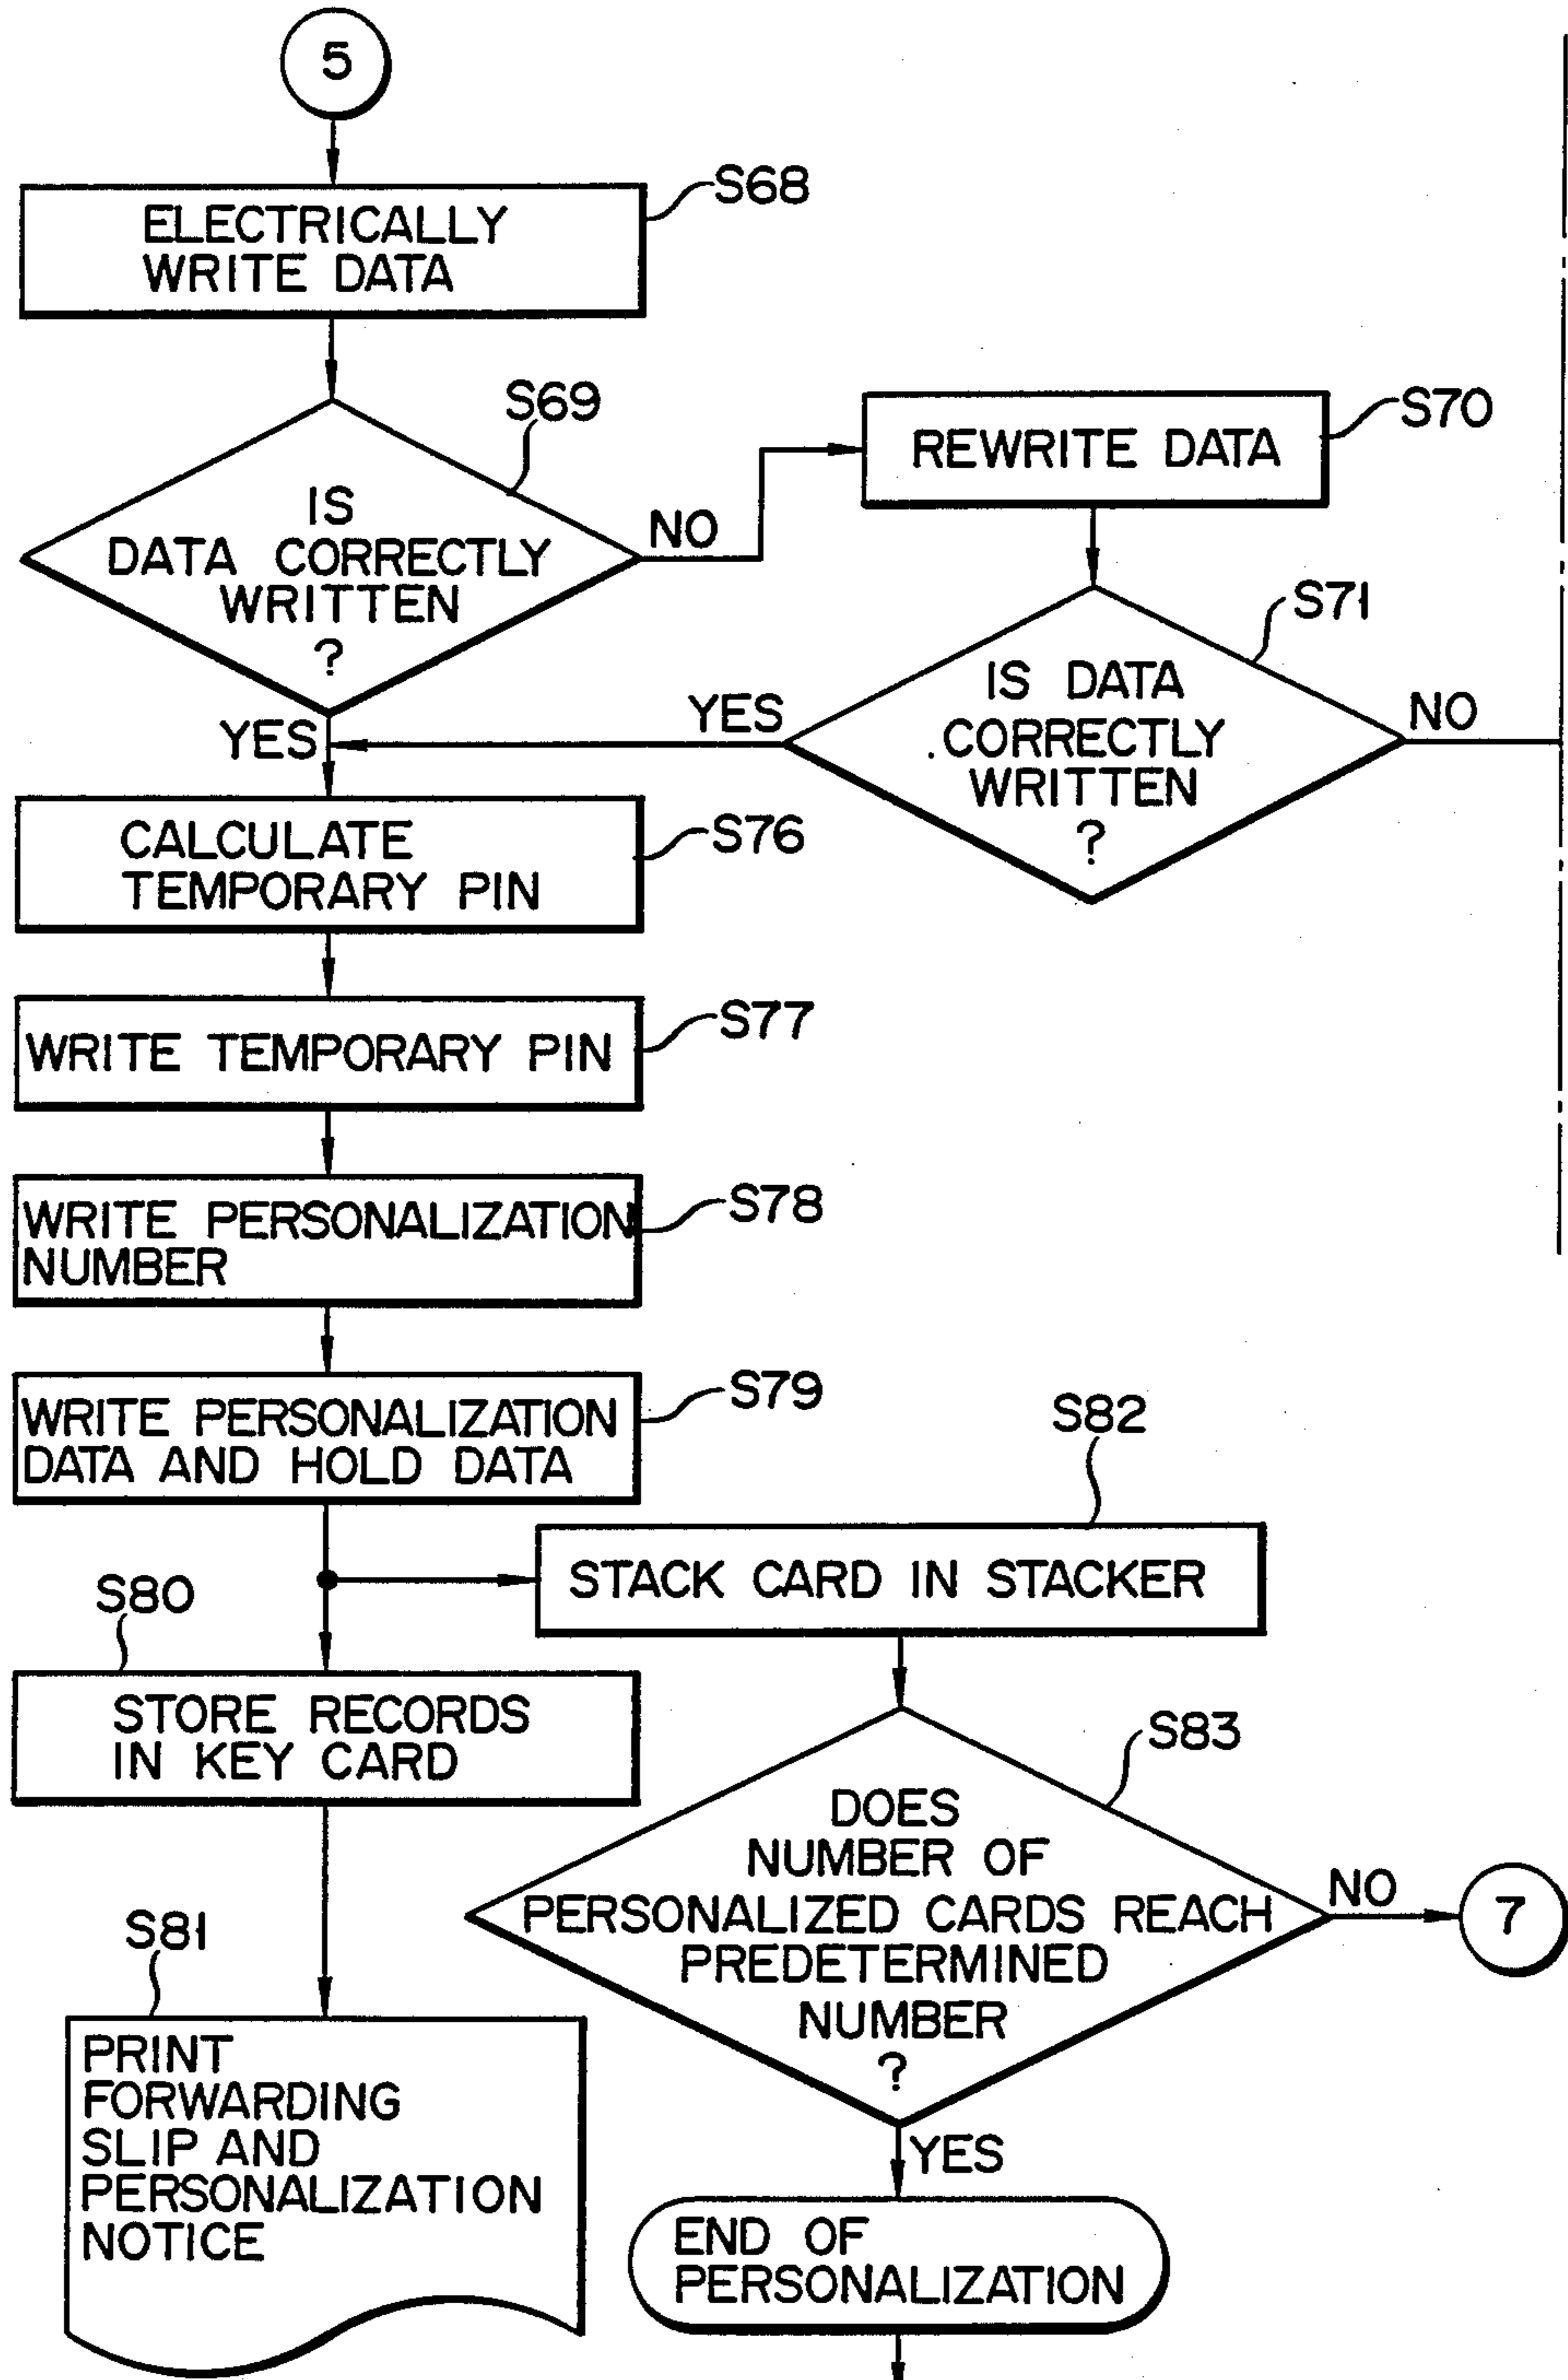 5
S68
ELECTRICALLY
WRITE DATA
S69
IS
DATA CORRECTLY
WRITTEN
?
NO
YES
S70
REWRITE DATA
S71
IS DATA
CORRECTLY
WRITTEN
?
YES
NO
S76
CALCULATE
TEMPORARY PIN
S77
WRITE TEMPORARY PIN
S78
WRITE PERSONALIZATION
NUMBER
S79
WRITE PERSONALIZATION
DATA AND HOLD DATA
S80
STORE RECORDS
IN KEY CARD
S81
PRINT
FORWARDING
SLIP AND
PERSONALIZATION
NOTICE
S82
STACK CARD IN STACKER
S83
DOES
NUMBER OF
PERSONALIZED CARDS REACH
PREDETERMINED
NUMBER
?
NO
7
YES
END OF
PERSONALIZATION